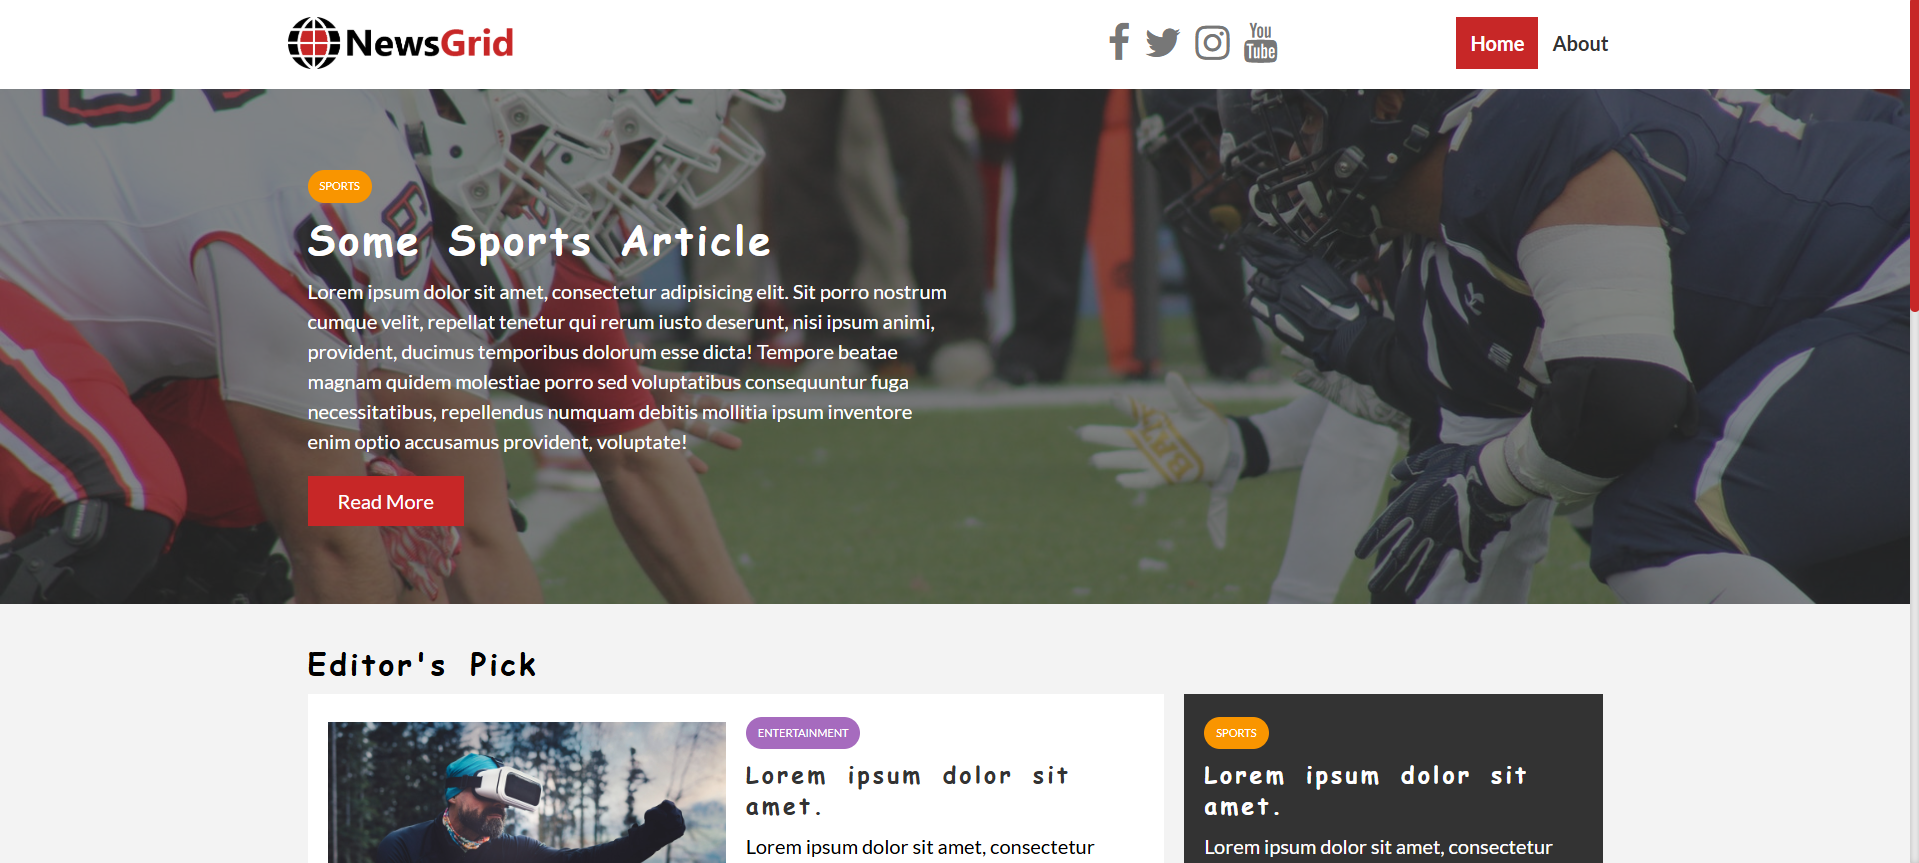 NewsGrid
You
Tube
Home
About
SPORTS
Some Sports Article
Lorem ipsum dolor sit amet, consectetur adipisicing elit. Sit porro nostrum
cumque velit, repellat tenetur qui rerum iusto deserunt, nisi ipsum animi,
provident, ducimus temporibus dolorum esse dicta! Tempore beatae
magnam quidem molestiae porro sed voluptatibus consequuntur fuga
necessitatibus, repellendus numquam debitis mollitia ipsum inventore
enim optio accusamus provident, voluptate!
Read More
Editor's Pick
ENTERTAINMENT
Lorem ipsum dolor sit
amet.
Lorem ipsum dolor sit amet, consectetur
SPORTS
Lorem ipsum dolor sit
amet.
Lorem ipsum dolor sit amet, consectetur